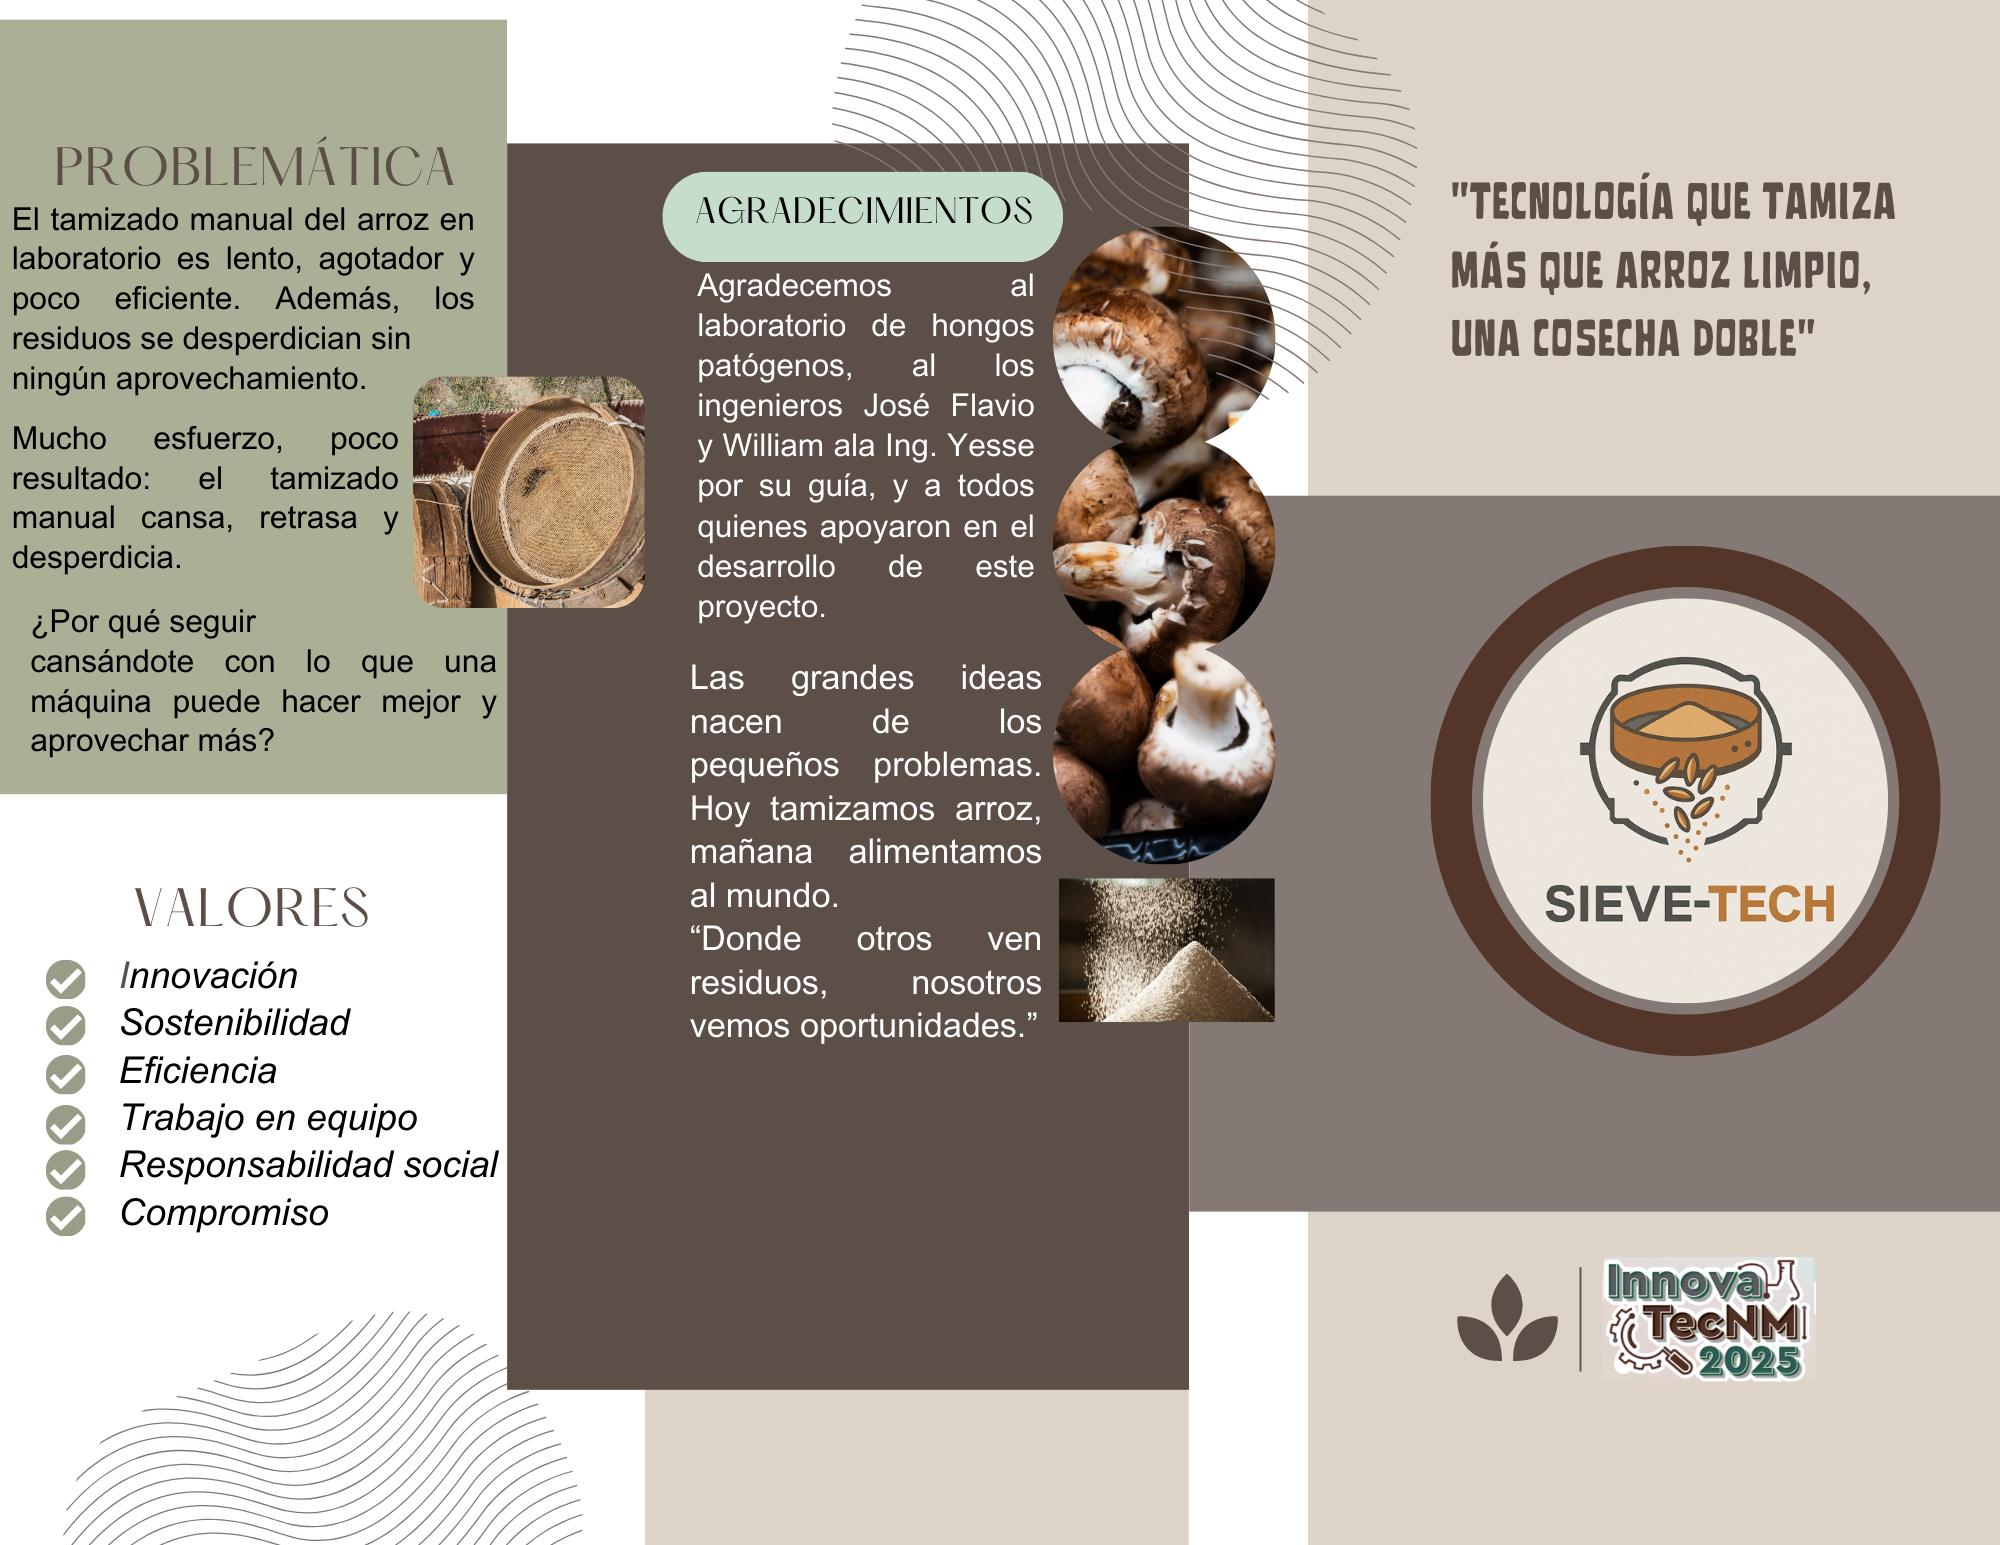 PROBLEMÁTICA
El tamizado manual del arroz en
laboratorio es lento, agotador y
poco eficiente. Además, los
residuos se desperdician sin
ningún aprovechamiento.
Mucho esfuerzo, poco
resultado: el tamizado
manual cansa, retrasa y
desperdicia.
¿Por qué seguir
cansándote con lo que una
máquina puede hacer mejor y
aprovechar más?
VALORES
Innovación
Sostenibilidad
Eficiencia
Trabajo en equipo
Responsabilidad social
Compromiso
AGRADECIMIENTOS
Agradecemos al
laboratorio de hongos
patógenos, al los
ingenieros José Flavio
y William ala Ing. Yesse
por su guía, y a todos
quienes apoyaron en el
desarrollo de este
proyecto.
Las grandes ideas
nacen de los
pequeños problemas.
Hoy tamizamos arroz,
mañana alimentamos
al mundo.
“Donde otros ven
residuos, nosotros
vemos oportunidades.”
"TECNOLOGÍA QUE TAMIZA
MÁS QUE ARROZ LIMPIO,
UNA COSECHA DOBLE"
SIEVE-TECH
Innova
TecNM
2025